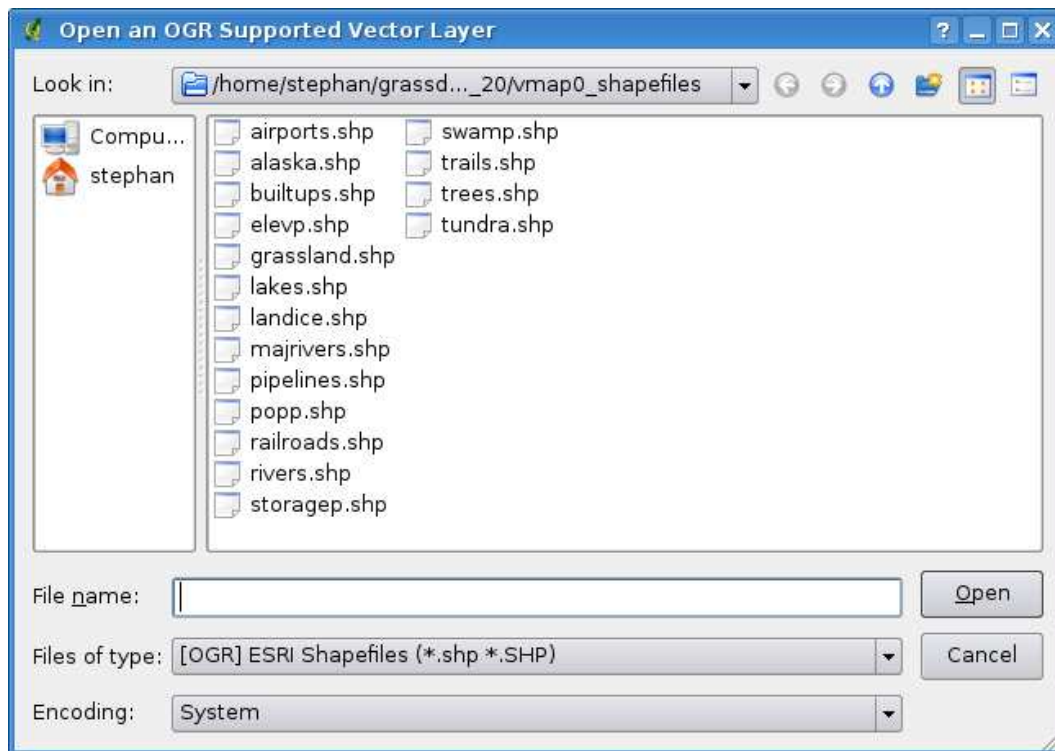 Open an OGR Supported Vector Layer
Look in: /home/stephan/grassd..._20/vmap0_shapefiles
Compu...
stephan
airports.shp
alaska.shp
builtups.shp
elevp.shp
grassland.shp
lakes.shp
landice.shp
majrivers.shp
pipelines.shp
popp.shp
railroads.shp
rivers.shp
storagep.shp
swamp.shp
trails.shp
trees.shp
tundra.shp
File name: Open
Files of type: [OGR] ESRI Shapefiles (*.shp *.SHP) Cancel
Encoding: System